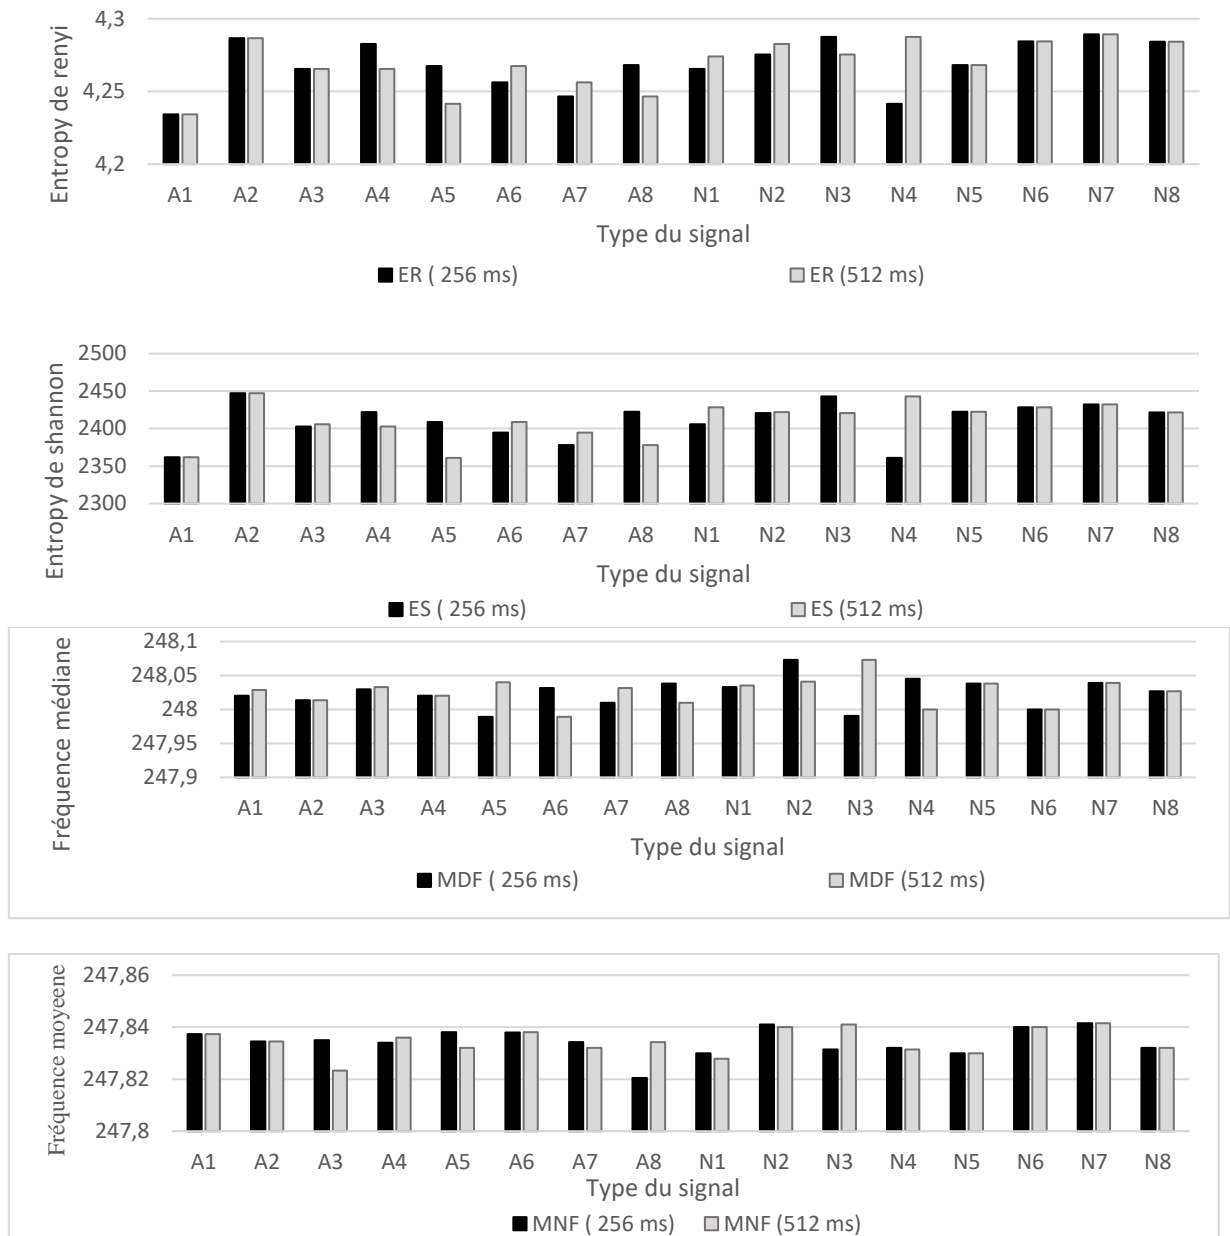 Entropy de renyi
4,3
4,25
4,2
A1 A2 A3 A4 A5 A6 A7 A8 N1 N2 N3 N4 N5 N6 N7 N8
Type du signal
ER ( 256 ms) ER (512 ms)
Entropy de shannon
2500
2450
2400
2350
2300
A1 A2 A3 A4 A5 A6 A7 A8 N1 N2 N3 N4 N5 N6 N7 N8
Type du signal
ES ( 256 ms) ES (512 ms)
Fréquence médiane
248,1
248,05
248
247,95
247,9
A1 A2 A3 A4 A5 A6 A7 A8 N1 N2 N3 N4 N5 N6 N7 N8
Type du signal
MDF ( 256 ms) MDF (512 ms)
Fréquence moyeene
247,86
247,84
247,82
247,8
A1 A2 A3 A4 A5 A6 A7 A8 N1 N2 N3 N4 N5 N6 N7 N8
Type du signal
MNF ( 256 ms) MNF (512 ms)